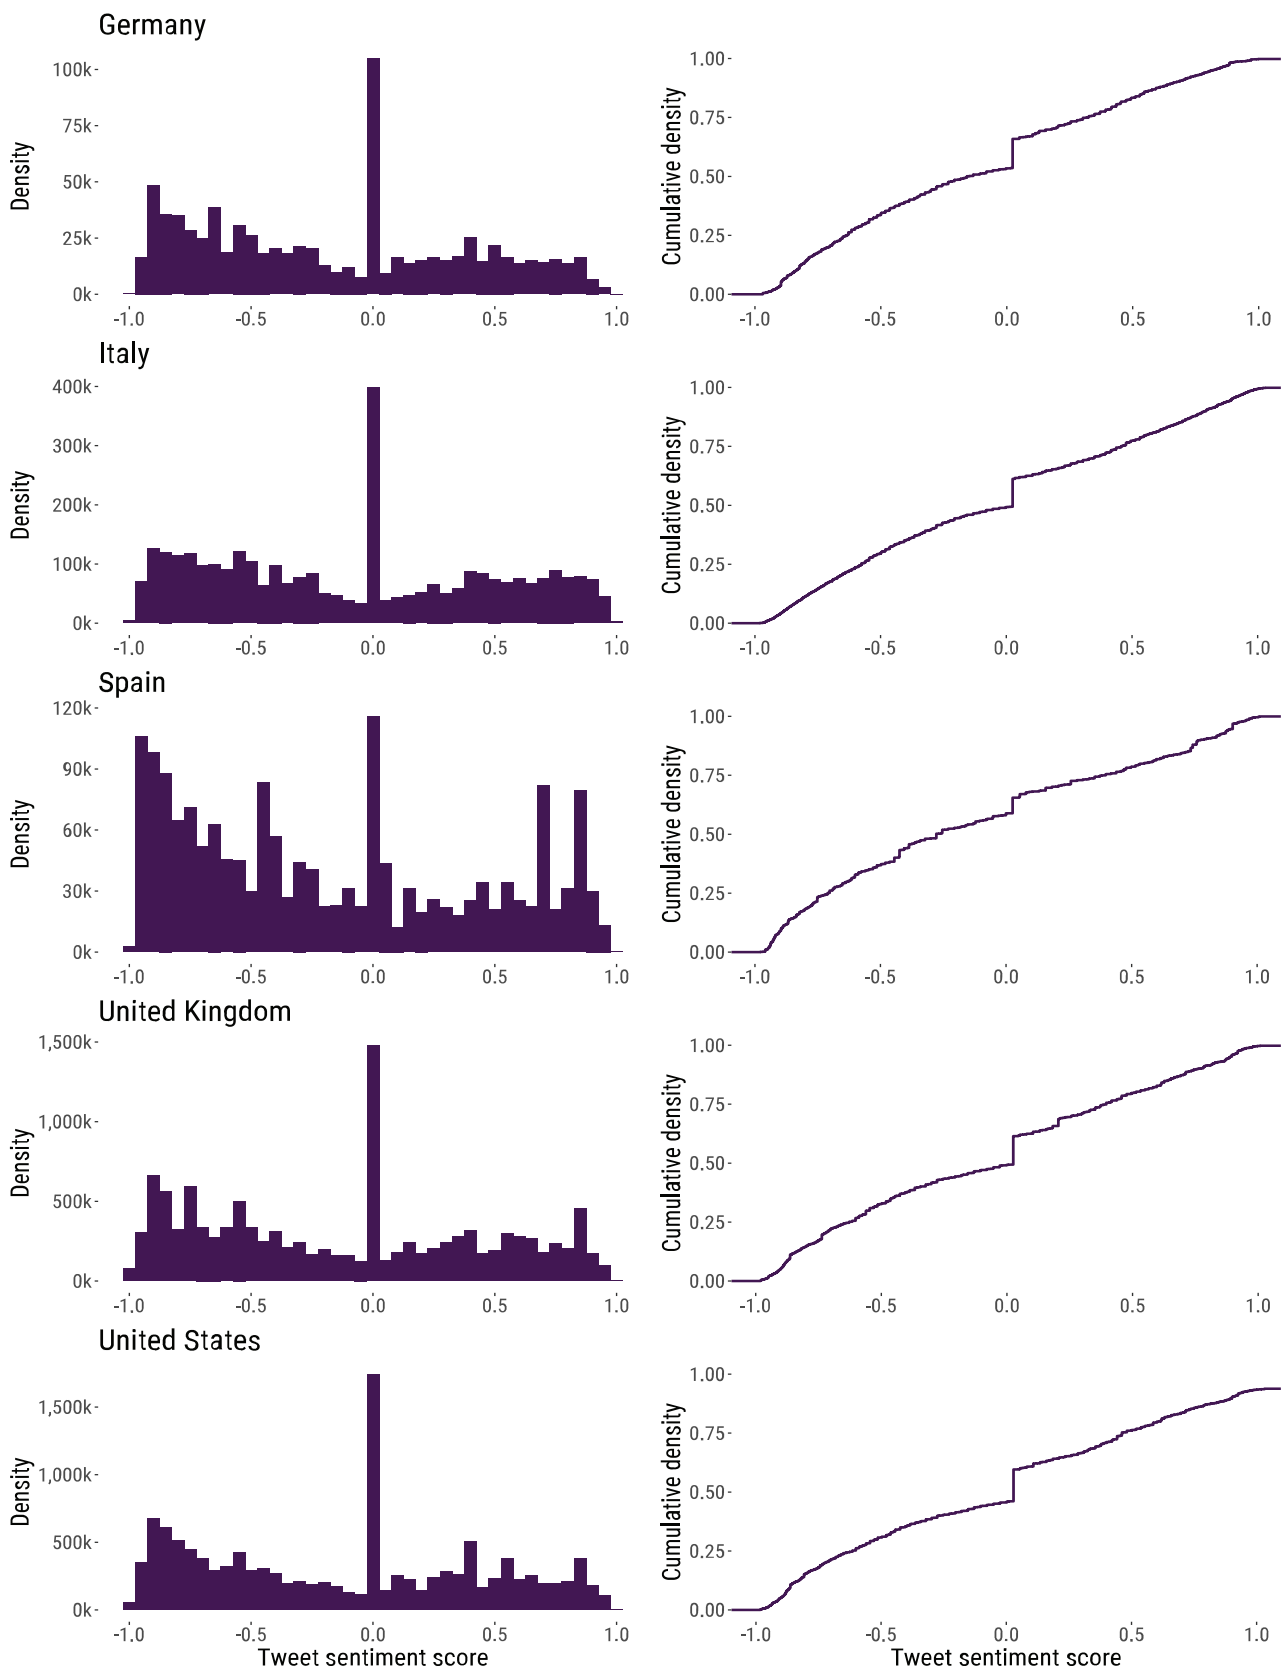 Germany
Density
100k
75k
50k
25k
0k
-1.0 -0.5 0.0 0.5 1.0
Cumulative density
1.00
0.75
0.50
0.25
0.00
-1.0 -0.5 0.0 0.5 1.0
Italy
Density
400k
300k
200k
100k
0k
-1.0 -0.5 0.0 0.5 1.0
Cumulative density
1.00
0.75
0.50
0.25
0.00
-1.0 -0.5 0.0 0.5 1.0
Spain
Density
120k
90k
60k
30k
0k
-1.0 -0.5 0.0 0.5 1.0
Cumulative density
1.00
0.75
0.50
0.25
0.00
-1.0 -0.5 0.0 0.5 1.0
United Kingdom
Density
1,500k
1,000k
500k
0k
-1.0 -0.5 0.0 0.5 1.0
Cumulative density
1.00
0.75
0.50
0.25
0.00
-1.0 -0.5 0.0 0.5 1.0
United States
Density
1,500k
1,000k
500k
0k
-1.0 -0.5 0.0 0.5 1.0
Tweet sentiment score
Cumulative density
1.00
0.75
0.50
0.25
0.00
-1.0 -0.5 0.0 0.5 1.0
Tweet sentiment score